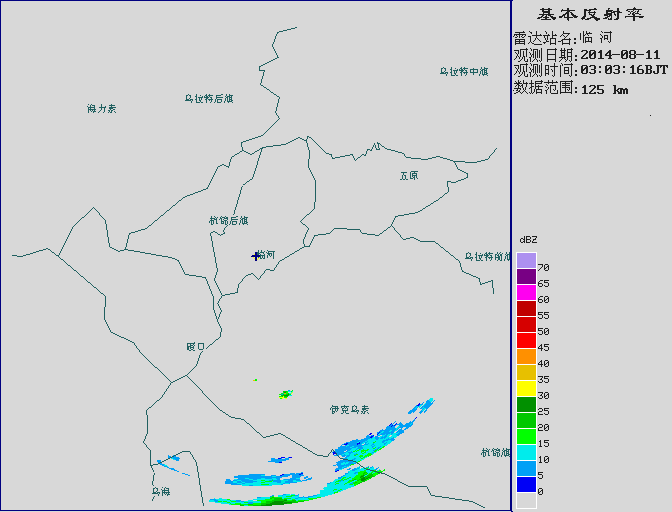 基本反射率
雷达站名:临 河
观测日期:2014-08-11
观测时间:03:03:16BJT
数据范围:125 km
乌拉特中旗
乌拉特后旗
海力素
五原
杭锦后旗
临河
乌拉特前旗
磴口
伊克乌素
杭锦旗
乌海
dBZ
70
65
60
55
50
45
40
35
30
25
20
15
10
5
0